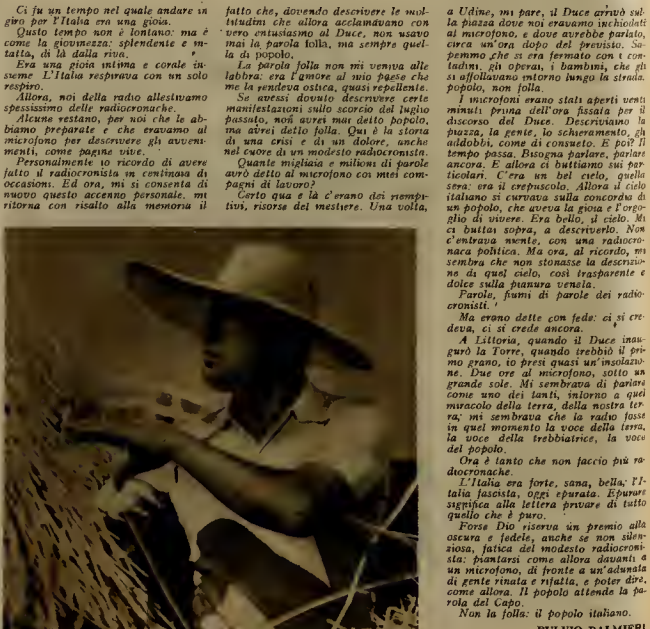 Ci fu un tempo nel quale andare in
giro per l'Italia era una gioia.
Qusto tempo non è lontano: ma è
come la giovinezza: splendente e in-
tatta, di là dalla riva.
Era una gioia intima e corale in-
sieme L'Italia respirava con un solo
respiro.
Allora, noi della radio allestivamo
spessissimo delle radiocronache.
Alcune restano, per noi che le ab-
biamo preparate e che eravamo al
microfono per descrivere gli avveni-
menti, come pagine vive.
Personalmente io ricordo di avere
fatto il radiocronista in centinaia di
occasioni. Ed ora, mi si consenta di
nuovo questo accenno personale, mi
ritorna con risalto alla memoria il
fatto che, dovendo descrivere le mol-
titudini che allora acclamavano con
vero entusiasmo al Duce, non usavo
mai la parola folla, ma sempre quel-
la di popolo.
La parola folla non mi veniva alle
labbra: era l'amore al mio paese che
me la rendeva ostica, quasi repellente.
Se avessi dovuto descrivere certe
manifestazioni sullo scorcio del luglio
passato, non avrei mai detto popolo,
ma avrei detto folla. Qui è la storia
di una crisi e di un dolore, anche
nel cuore di un modesto radiocronista.
Quante migliaia e milioni di parole
avrò detto al microfono coi miei com-
pagni di lavoro?
Certo qua e là c'erano dei riempi-
tivi, risorse del mestiere. Una volta,
a Udine, mi pare, il Duce arrivò sul-
la piazza dove noi eravamo inchiodati
al microfono, e dove avrebbe parlato,
circa un'ora dopo del previsto. Sa-
pemmo che si era fermato con i con-
tadini, gli operai, i bambini, che gli
si affollavano intorno lungo la strada.
popolo, non folla.
I microfoni erano stati aperti venti
minuti prima dell'ora fissata per il
discorso del Duce. Descriviamo la
piazza, la gente, lo schieramento, gli
addobbi, come di consueto. E poi? Il
tempo passa. Bisogna parlare, parlare
ancora. E allora ci buttiamo sui par-
ticolari. C'era un bel cielo, quella
sera: era il crepuscolo. Allora il cielo
italiano si curvava sulla concordia di
un popolo, che aveva la gioia e l'orgo-
glio di vivere. Era bello, il cielo. Mi
ci buttai sopra, a descriverlo. Non
c'entrava niente, con una radiocro-
naca politica. Ma ora, al ricordo, mi
sembra che non stonasse la descrizio-
ne di quel cielo, così trasparente e
dolce sulla pianura veneta.
Parole, fiumi di parole dei radio-
cronisti.
Ma erano dette con fede: ci si cre-
deva, ci si crede ancora.
A Littoria, quando il Duce inau-
gurò la Torre, quando trebbiò il pri-
mo grano, io presi quasi un'insolazio-
ne. Due ore al microfono, sotto un
grande sole. Mi sembrava di parlare
come uno dei tanti, intorno a quel
miracolo della terra, della nostra ter-
ra; mi sembrava che la radio fosse
in quel momento la voce della terra,
la voce della trebbiatrice, la voce
del popolo.
Ora è tanto che non faccio più ra-
diocronache.
L'Italia era forte, sana, bella; l'I-
talia fascista, oggi epurata. Epurare
significa alla lettera privare di tutto
quello che è puro.
Forse Dio riserva un premio alla
oscura e fedele, anche se non silen-
ziosa, fatica del modesto radiocroni-
sta: piantarsi come allora davanti a
un microfono, di fronte a un'adunata
di gente rinata e rifatta, e poter dire,
come allora. Il popolo attende la pa-
rola del Capo.
Non la folla: il popolo italiano.
FULVIO PALMIERI